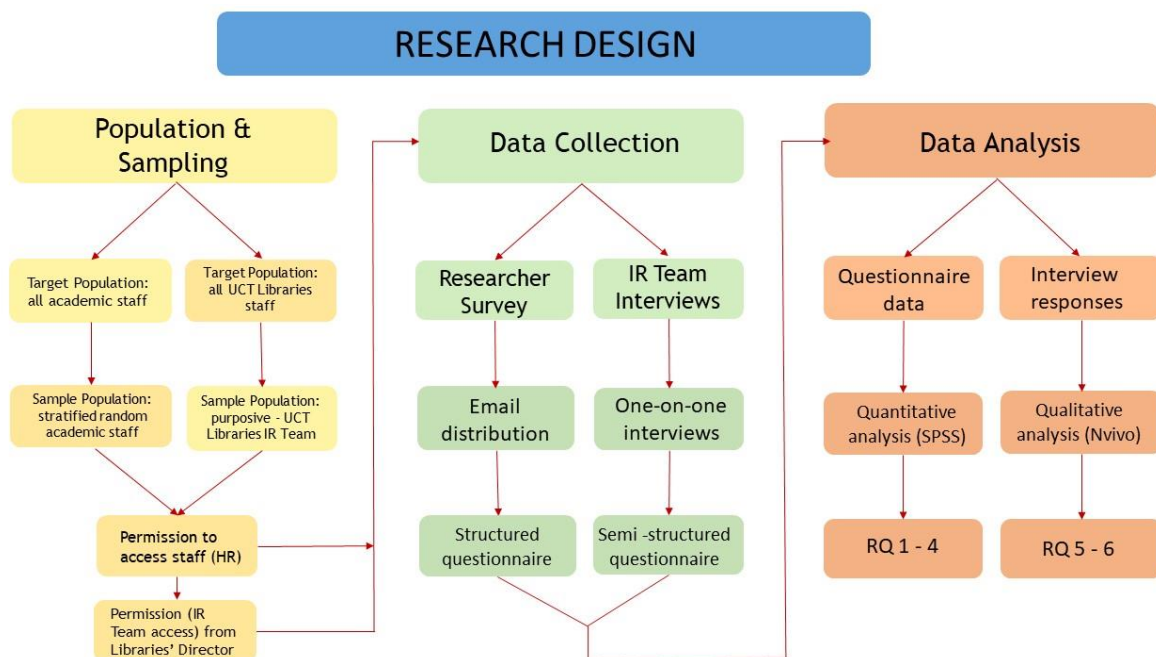 RESEARCH DESIGN
Population &
Sampling
Target Population:
all academic staff
Target Population:
all UCT Libraries
staff
Sample Population:
stratified random
academic staff
Sample Population:
purposive - UCT
Libraries IR Team
Permission to
access staff (HR)
Permission (IR
Team access) from
Libraries' Director
Data Collection
Researcher
Survey
IR Team
Interviews
Email
distribution
One-on-one
interviews
Structured
questionnaire
Semi -structured
questionnaire
Data Analysis
Questionnaire
data
Interview
responses
Quantitative
analysis (SPSS)
Qualitative
analysis (Nvivo)
RQ 1 - 4
RQ 5 - 6